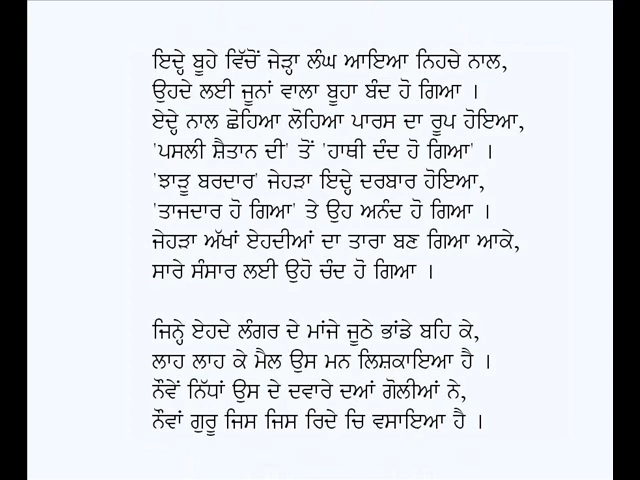 ਇਦ੍ਹੇ ਬੂਹੇ ਵਿੱਚੋਂ ਜੇੜ੍ਹਾ ਲੰਘ ਆਇਆ ਨਿਹਚੇ ਨਾਲ,
ਉਹਦੇ ਲਈ ਜੂਨਾਂ ਵਾਲਾ ਬੂਹਾ ਬੰਦ ਹੋ ਗਿਆ ।
ਏਦ੍ਹੇ ਨਾਲ ਛੋਹਿਆ ਲੋਹਿਆ ਪਾਰਸ ਦਾ ਰੂਪ ਹੋਇਆ,
'ਪਸਲੀ ਸ਼ੈਤਾਨ ਦੀ' ਤੋਂ 'ਹਾਥੀ ਦੰਦ ਹੋ ਗਿਆ' ।
'ਝਾੜੂ ਬਰਦਾਰ' ਜੇਹੜਾ ਇਦ੍ਹੇ ਦਰਬਾਰ ਹੋਇਆ,
'ਤਾਜਦਾਰ ਹੋ ਗਿਆ' ਤੇ ਉਹ ਅਨੰਦ ਹੋ ਗਿਆ ।
ਜੇਹੜਾ ਅੱਖਾਂ ਏਹਦੀਆਂ ਦਾ ਤਾਰਾ ਬਣ ਗਿਆ ਆਕੇ,
ਸਾਰੇ ਸੰਸਾਰ ਲਈ ਉਹੋ ਚੰਦ ਹੋ ਗਿਆ ।
ਜਿਨ੍ਹੇ ਏਹਦੇ ਲੰਗਰ ਦੇ ਮਾਂਜੇ ਜੂਠੇ ਭਾਂਡੇ ਬਹਿ ਕੇ,
ਲਾਹ ਲਾਹ ਕੇ ਮੈਲ ਉਸ ਮਨ ਲਿਸ਼ਕਾਇਆ ਹੈ ।
ਨੌਵੇਂ ਨਿੱਧਾਂ ਉਸ ਦੇ ਦਵਾਰੇ ਦਆਂ ਗੋਲੀਆਂ ਨੇ,
ਨੌਵਾਂ ਗੁਰੂ ਜਿਸ ਜਿਸ ਰਿਦੇ ਚਿ ਵਸਾਇਆ ਹੈ ।